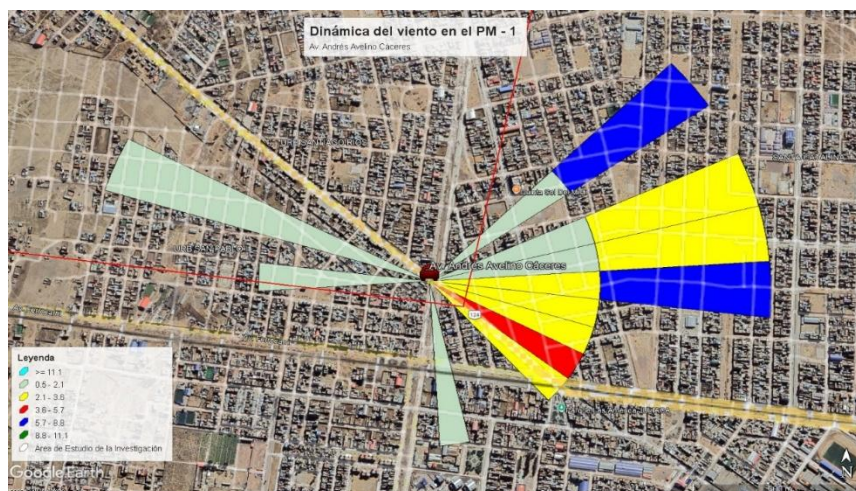 Dinámica del viento en el PM - 1
Av. Andrés Avelino Cáceres
Av. Andrés Avelino Cáceres
Leyenda
>= 11.1
0.5 - 2.1
2.1 - 3.6
3.6 - 5.7
5.7 - 8.8
8.8 - 11.1
Área de Estudio de la Investigación
Google Earth
N